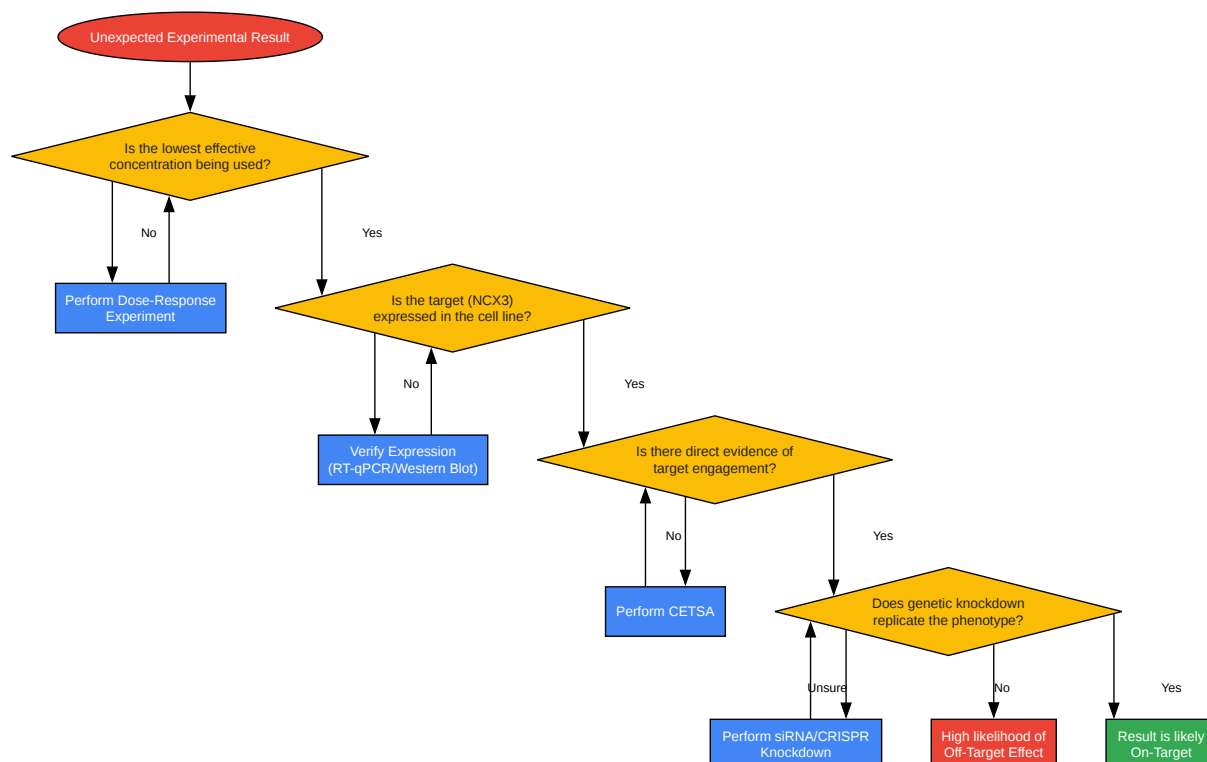 Unexpected Experimental Result
Is the lowest effective
concentration being used?
No
Yes
Perform Dose-Response
Experiment
Is the target (NCX3)
expressed in the cell line?
No
Yes
Verify Expression
(RT-qPCR/Western Blot)
Is there direct evidence of
target engagement?
No
Yes
Perform CETSA
Does genetic knockdown
replicate the phenotype?
Unsure
No
Yes
Perform siRNA/CRISPR
Knockdown
High likelihood of
Off-Target Effect
Result is likely
On-Target